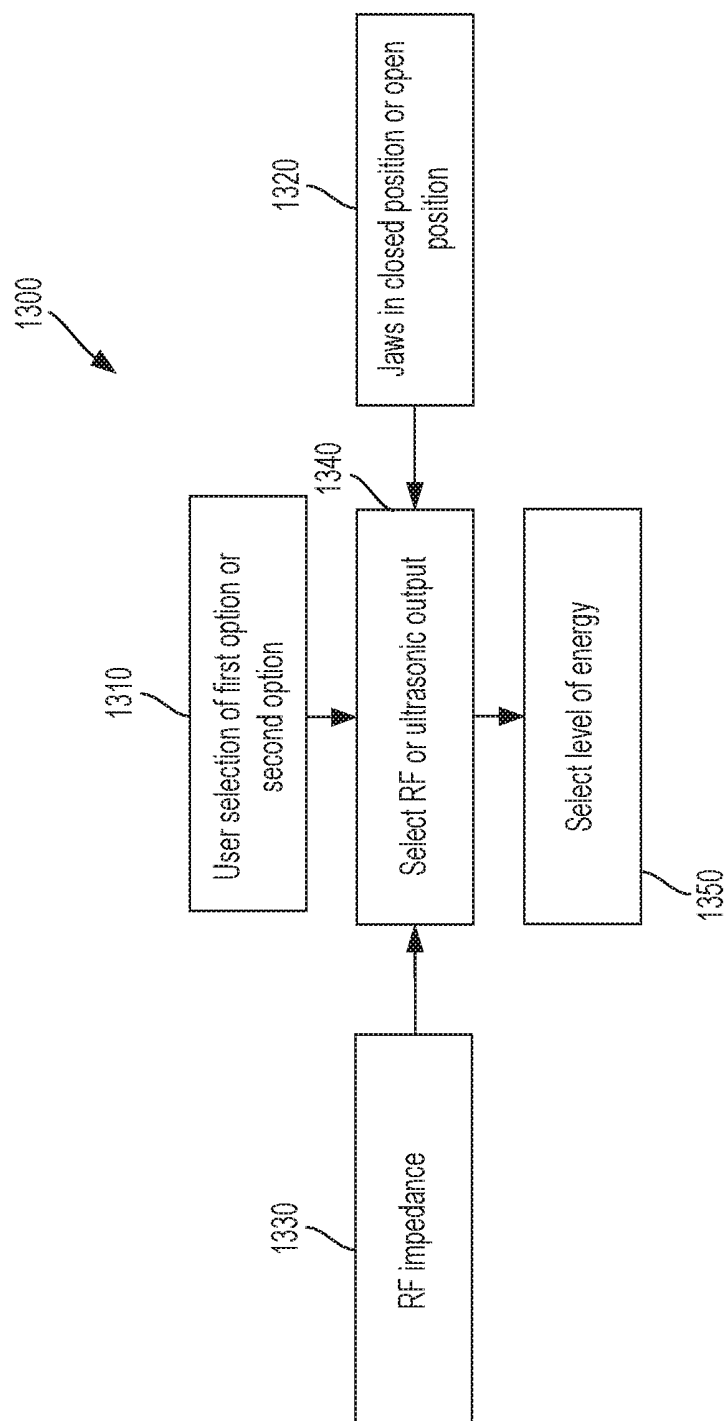 1300
1310
User selection of first option or
second option
1320
Jaws in closed position or open
position
1330
RF impedance
1340
Select RF or ultrasonic output
1350
Select level of energy